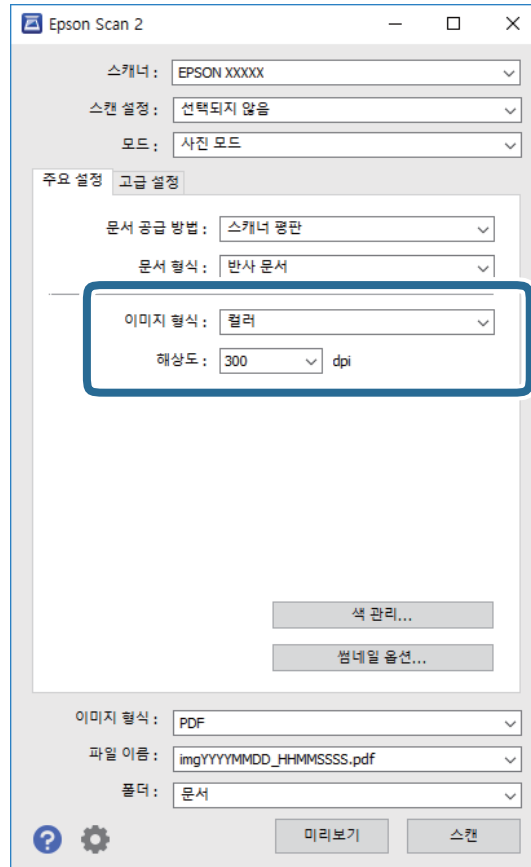 Epson Scan 2
스캐너 : EPSON XXXXX
스캔 설정 : 선택되지 않음
모드 : 사진 모드
주요 설정 고급 설정
문서 공급 방법 : 스캐너 평판
문서 형식 : 반사 문서
이미지 형식 : 컬러
해상도 : 300 dpi
색 관리...
썸네일 옵션...
이미지 형식 : PDF
파일 이름 : imgYYYYMMDD_HHMMSSSS.pdf
폴더 : 문서
? 미리보기 스캔